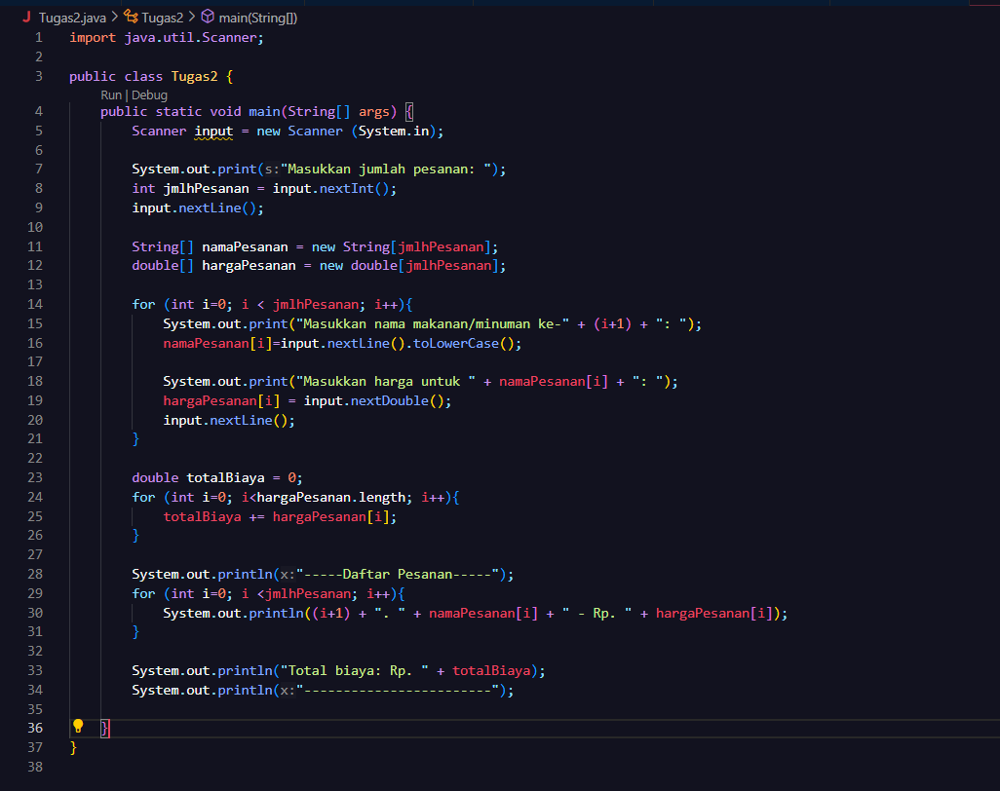 Tugas2.java > Tugas2 > main(String[])
1 import java.util.Scanner;
2
3 public class Tugas2 {
Run | Debug
4 public static void main(String[] args) {
5 Scanner input = new Scanner (System.in);
6
7 System.out.print(s:"Masukkan jumlah pesanan: ");
8 int jmlhPesanan = input.nextInt();
9 input.nextLine();
10
11 String[] namaPesanan = new String[jmlhPesanan];
12 double[] hargaPesanan = new double[jmlhPesanan];
13
14 for (int i=0; i < jmlhPesanan; i++){
15 System.out.print("Masukkan nama makanan/minuman ke-" + (i+1) + ": ");
16 namaPesanan[i]=input.nextLine().toLowerCase();
17
18 System.out.print("Masukkan harga untuk " + namaPesanan[i] + ": ");
19 hargaPesanan[i] = input.nextDouble();
20 input.nextLine();
21 }
22
23 double totalBiaya = 0;
24 for (int i=0; i<hargaPesanan.length; i++){
25 totalBiaya += hargaPesanan[i];
26 }
27
28 System.out.println(x:"-----Daftar Pesanan-----");
29 for (int i=0; i <jmlhPesanan; i++){
30 System.out.println((i+1) + ". " + namaPesanan[i] + " - Rp. " + hargaPesanan[i]);
31 }
32
33 System.out.println("Total biaya: Rp. " + totalBiaya);
34 System.out.println(x:"------------------------");
35
36 }
37 }
38